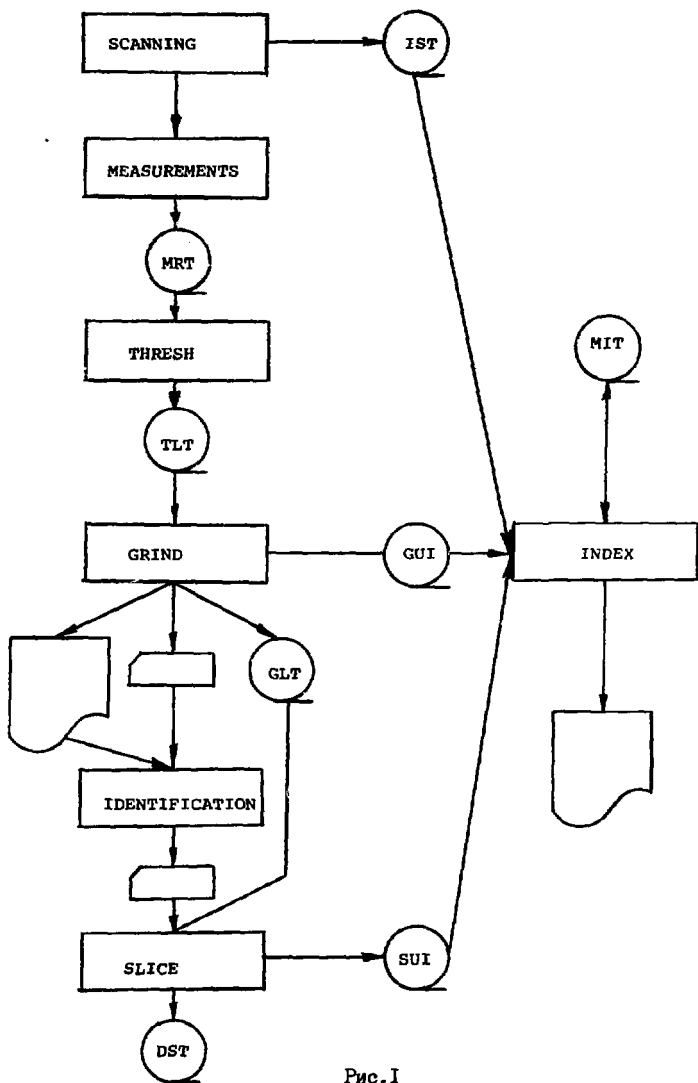 SCANNING
IST
MEASUREMENTS
MRT
THRESH
MIT
TLT
GRIND
GUI
INDEX
GLT
IDENTIFICATION
SLICE
SUI
DST
Рис.I